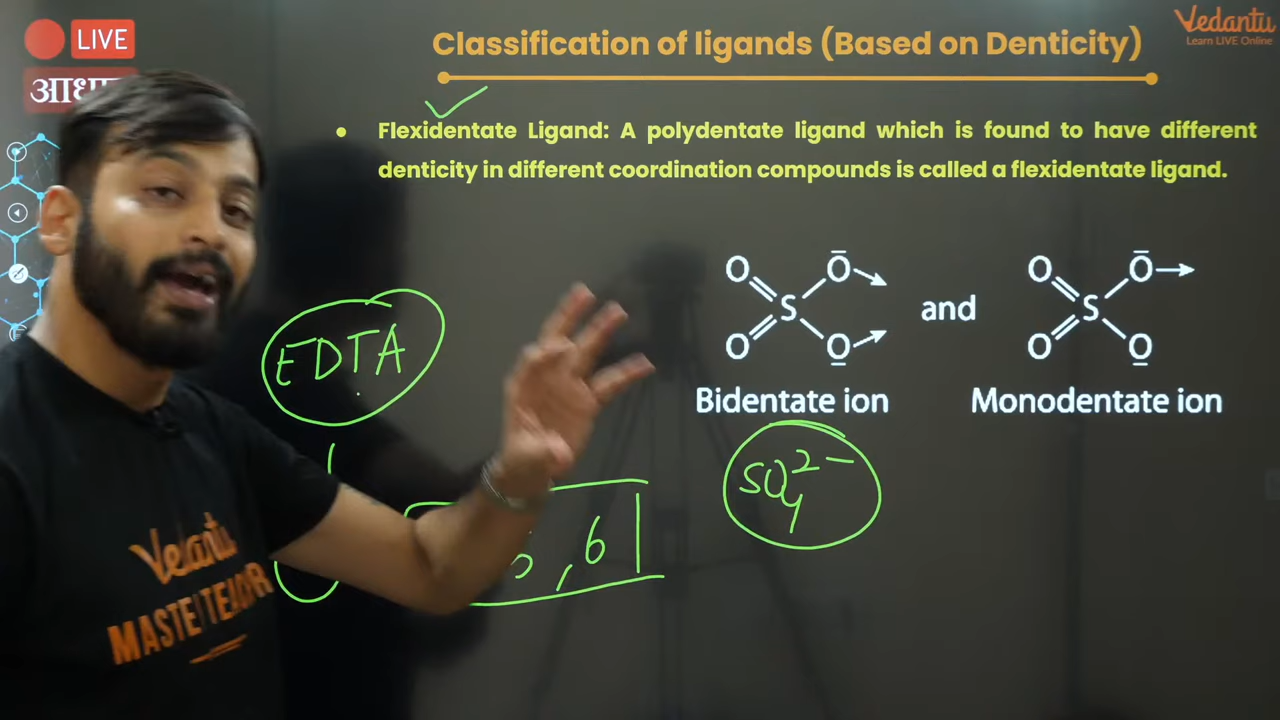 LIVE
Vedantu
Learn LIVE Online
Classification of ligands (Based on Denticity)
• Flexidentate Ligand: A polydentate ligand which is found to have different
denticity in different coordination compounds is called a flexidentate ligand.
O O O O
S and S
O O O O
Bidentate ion Monodentate ion
EDTA
SO₄²⁻
, 6
Vedantu